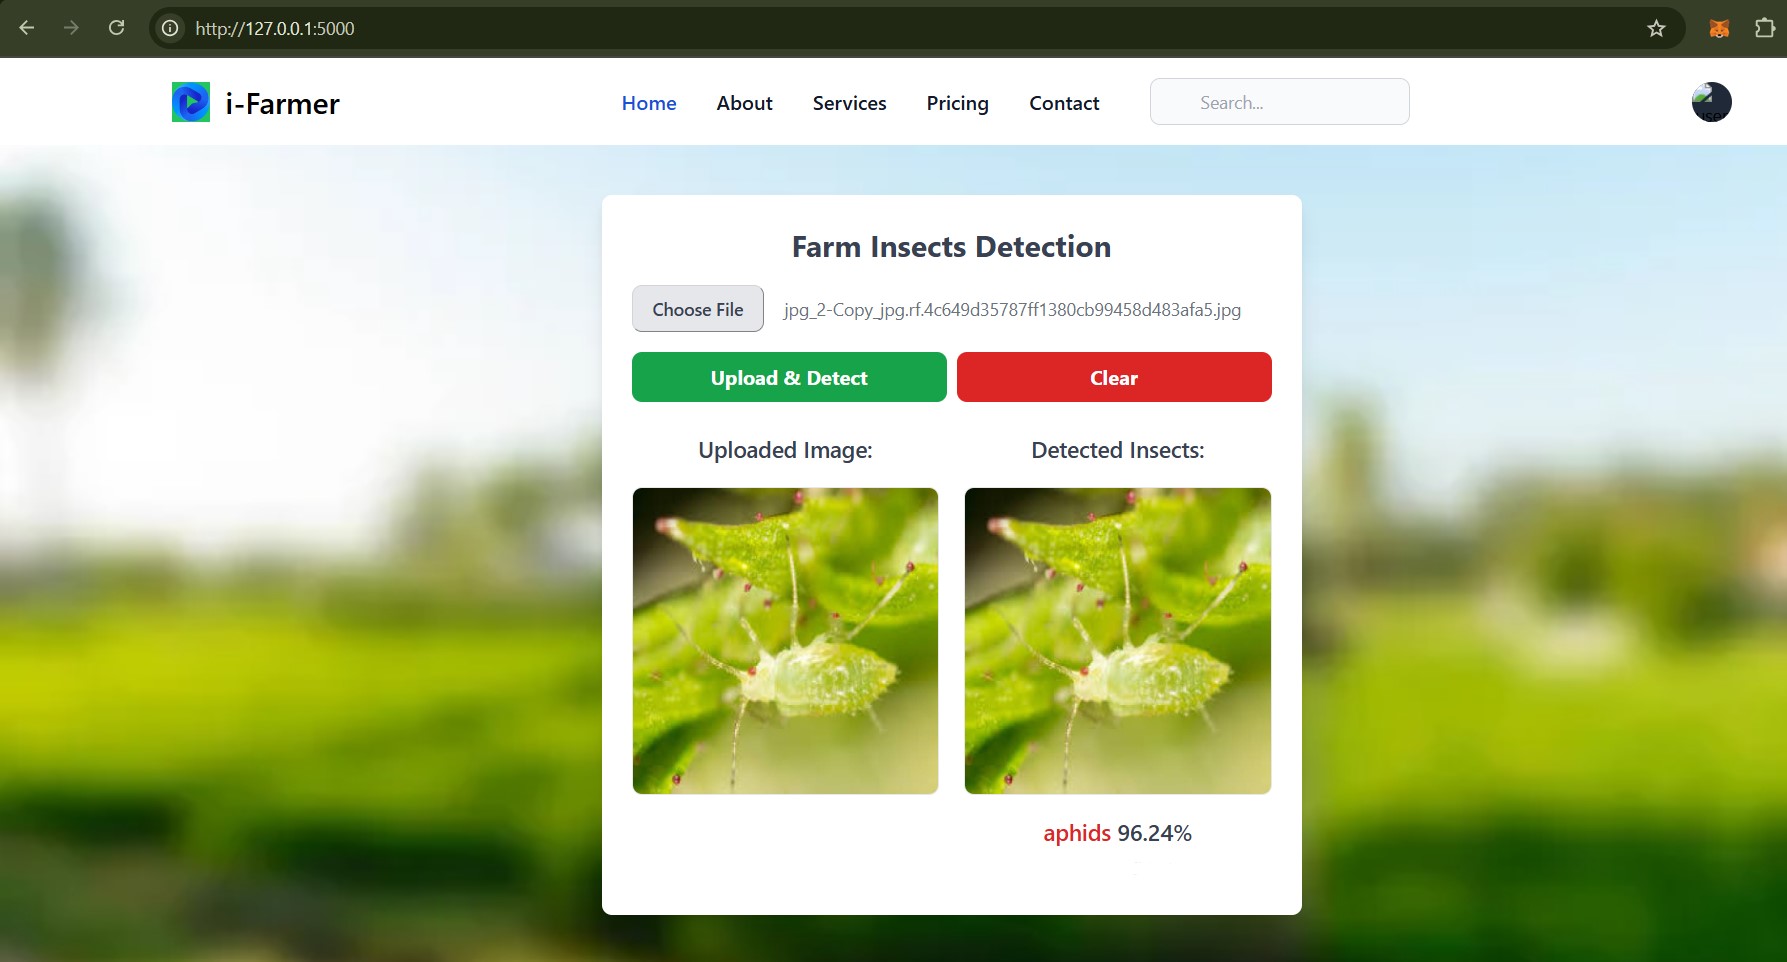 http://127.0.0.1:5000
i-Farmer
Home About Services Pricing Contact Search...
user
Farm Insects Detection
Choose File jpg_2-Copy_jpg.rf.4c649d35787ff1380cb99458d483afa5.jpg
Upload & Detect Clear
Uploaded Image: Detected Insects:
aphids 96.24%